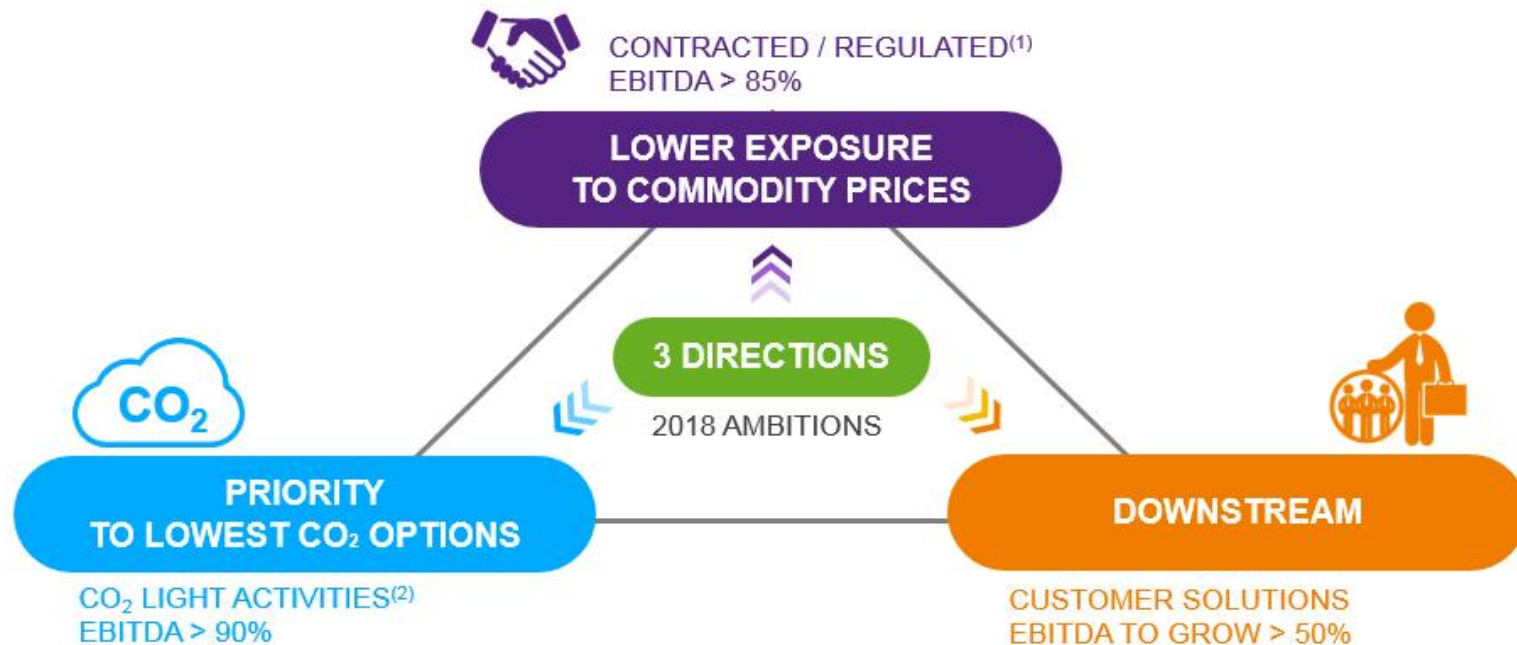 CONTRACTED / REGULATED(1)
EBITDA > 85%
LOWER EXPOSURE
TO COMMODITY PRICES
3 DIRECTIONS
2018 AMBITIONS
CO₂
PRIORITY
TO LOWEST CO₂ OPTIONS
CO₂ LIGHT ACTIVITIES(2)
EBITDA > 90%
DOWNSTREAM
CUSTOMER SOLUTIONS
EBITDA TO GROW > 50%